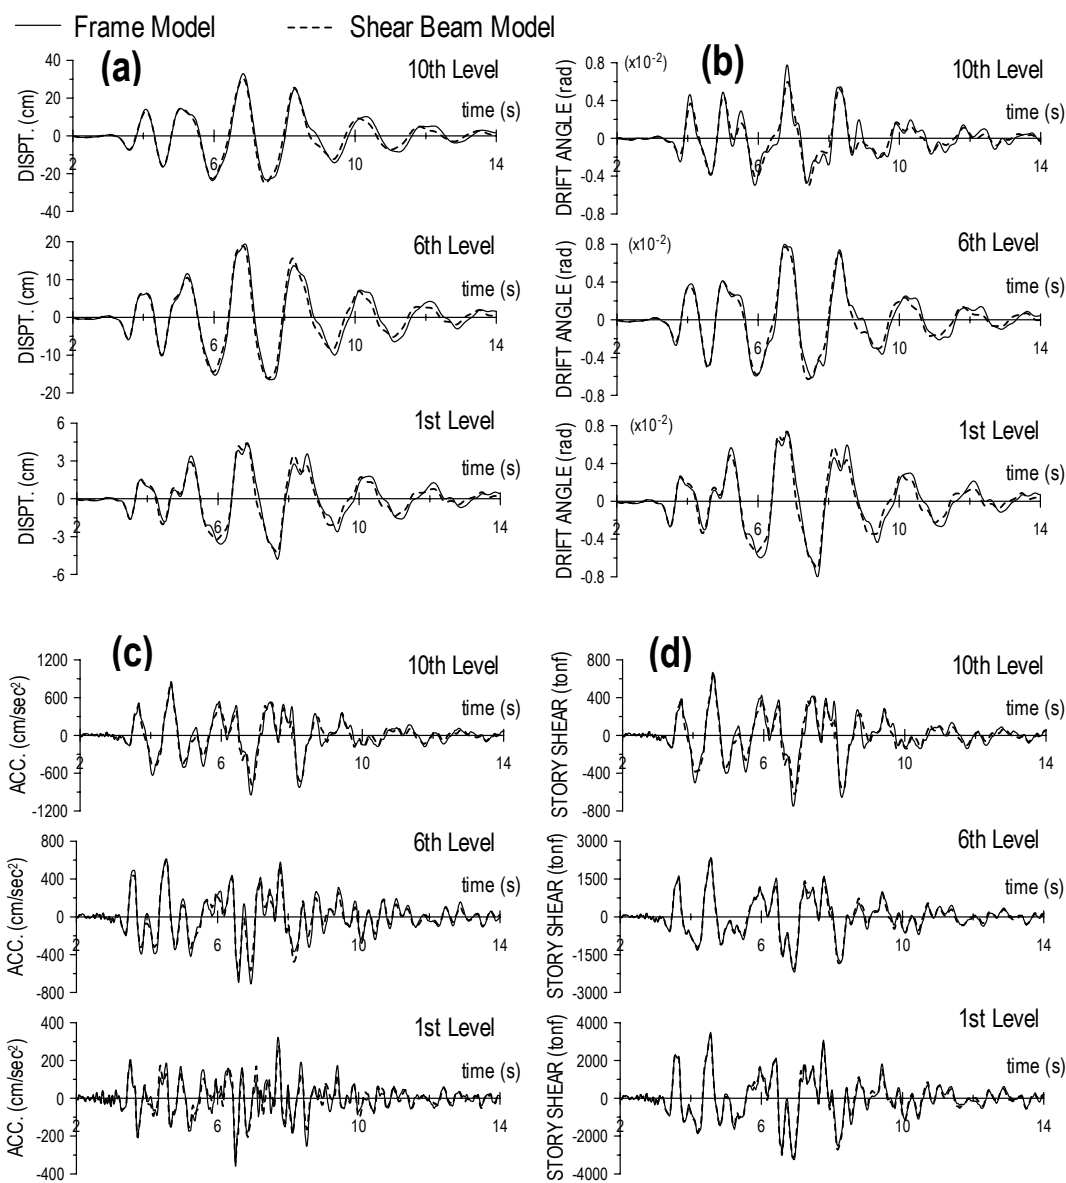 Frame Model
Shear Beam Model
(a)
10th Level
time (s)
DISPT. (cm)
40
20
0
-20
-40
2
6
10
14
6th Level
time (s)
DISPT. (cm)
20
10
0
-10
-20
2
6
10
14
1st Level
time (s)
DISPT. (cm)
6
3
0
-3
-6
2
6
10
14
(b)
(x10-2)
10th Level
time (s)
DRIFT ANGLE (rad)
0.8
0.4
0
-0.4
-0.8
2
6
10
14
(x10-2)
6th Level
time (s)
DRIFT ANGLE (rad)
0.8
0.4
0
-0.4
-0.8
2
6
10
14
(x10-2)
1st Level
time (s)
DRIFT ANGLE (rad)
0.8
0.4
0
-0.4
-0.8
2
6
10
14
(c)
10th Level
time (s)
ACC. (cm/sec²)
1200
600
0
-600
-1200
2
6
10
14
6th Level
time (s)
ACC. (cm/sec²)
800
400
0
-400
-800
2
6
10
14
1st Level
time (s)
ACC. (cm/sec²)
400
200
0
-200
-400
2
6
10
14
(d)
10th Level
time (s)
STORY SHEAR (tonf)
800
400
0
-400
-800
2
6
10
14
6th Level
time (s)
STORY SHEAR (tonf)
3000
1500
0
-1500
-3000
2
6
10
14
1st Level
time (s)
STORY SHEAR (tonf)
4000
2000
0
-2000
-4000
2
6
10
14